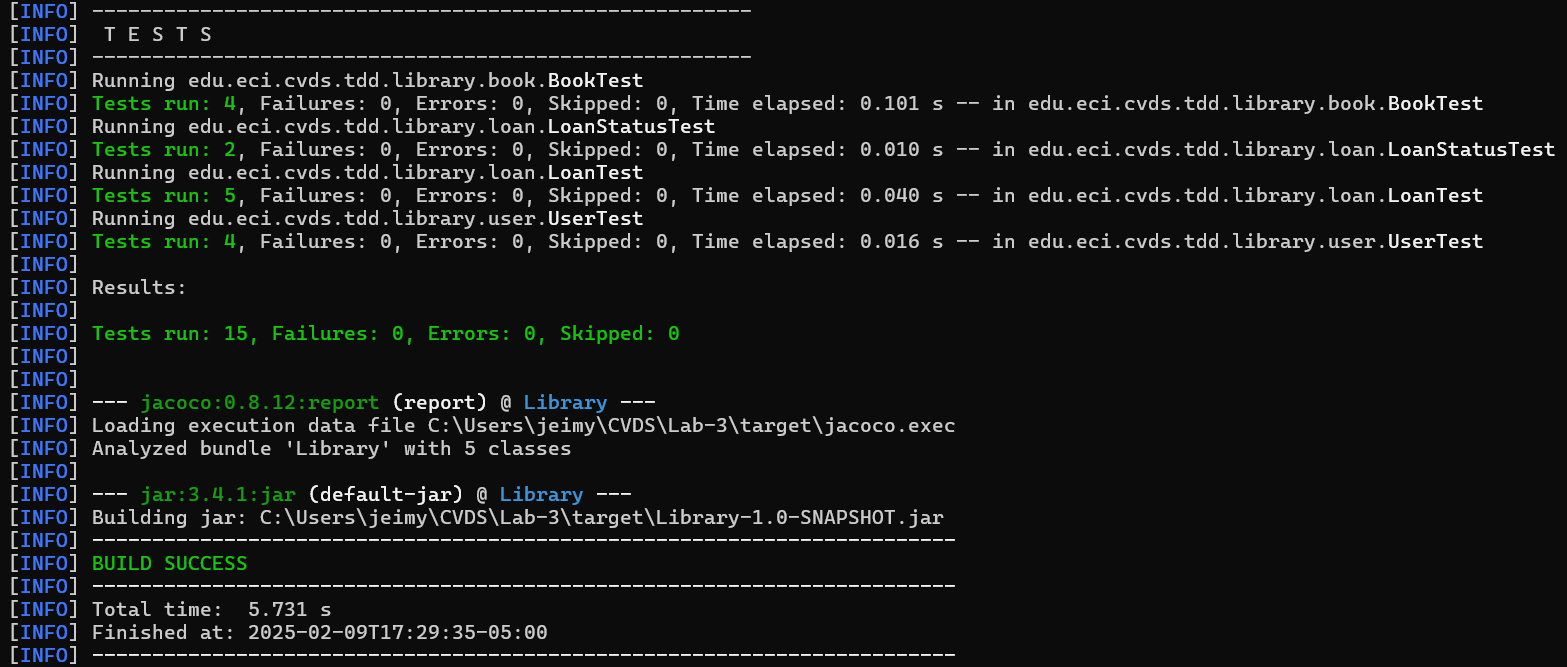 [INFO] -------------------------------------------------------
[INFO]  T E S T S
[INFO] -------------------------------------------------------
[INFO] Running edu.eci.cvds.tdd.library.book.BookTest
[INFO] Tests run: 4, Failures: 0, Errors: 0, Skipped: 0, Time elapsed: 0.101 s -- in edu.eci.cvds.tdd.library.book.BookTest
[INFO] Running edu.eci.cvds.tdd.library.loan.LoanStatusTest
[INFO] Tests run: 2, Failures: 0, Errors: 0, Skipped: 0, Time elapsed: 0.010 s -- in edu.eci.cvds.tdd.library.loan.LoanStatusTest
[INFO] Running edu.eci.cvds.tdd.library.loan.LoanTest
[INFO] Tests run: 5, Failures: 0, Errors: 0, Skipped: 0, Time elapsed: 0.040 s -- in edu.eci.cvds.tdd.library.loan.LoanTest
[INFO] Running edu.eci.cvds.tdd.library.user.UserTest
[INFO] Tests run: 4, Failures: 0, Errors: 0, Skipped: 0, Time elapsed: 0.016 s -- in edu.eci.cvds.tdd.library.user.UserTest
[INFO]
[INFO] Results:
[INFO]
[INFO] Tests run: 15, Failures: 0, Errors: 0, Skipped: 0
[INFO]
[INFO]
[INFO] --- jacoco:0.8.12:report (report) @ Library ---
[INFO] Loading execution data file C:\Users\jeimy\CVDS\Lab-3\target\jacoco.exec
[INFO] Analyzed bundle 'Library' with 5 classes
[INFO]
[INFO] --- jar:3.4.1:jar (default-jar) @ Library ---
[INFO] Building jar: C:\Users\jeimy\CVDS\Lab-3\target\Library-1.0-SNAPSHOT.jar
[INFO] ------------------------------------------------------------------------
[INFO] BUILD SUCCESS
[INFO] ------------------------------------------------------------------------
[INFO] Total time:  5.731 s
[INFO] Finished at: 2025-02-09T17:29:35-05:00
[INFO] ------------------------------------------------------------------------